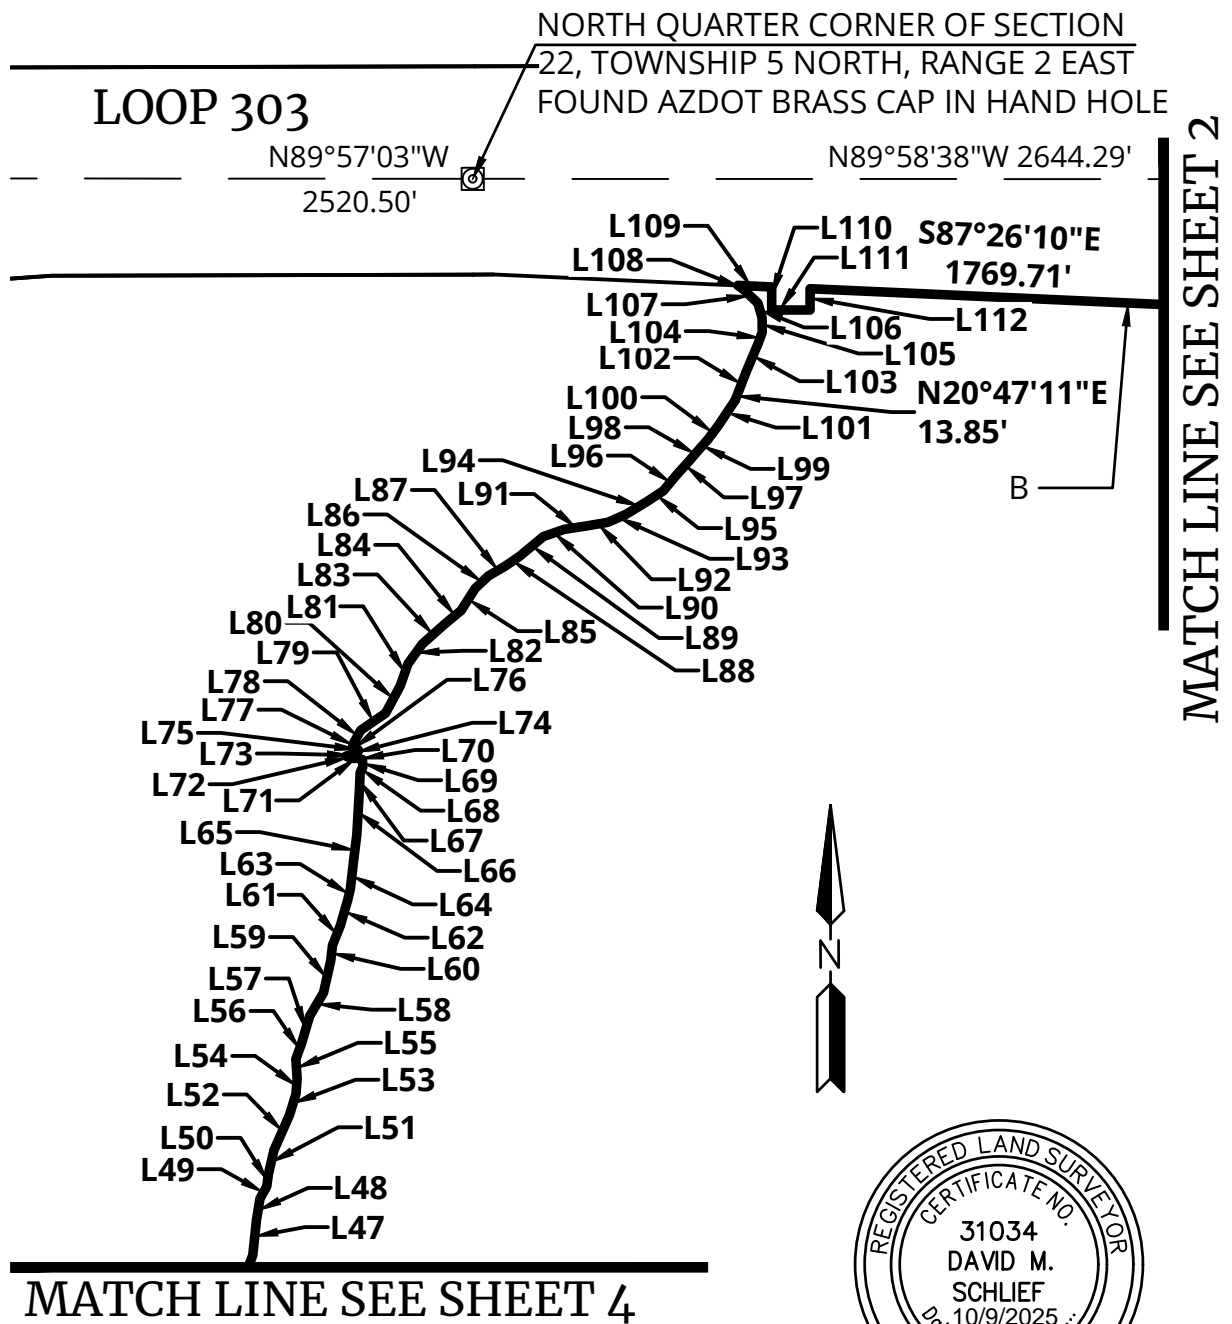 NORTH QUARTER CORNER OF SECTION
22, TOWNSHIP 5 NORTH, RANGE 2 EAST
FOUND AZDOT BRASS CAP IN HAND HOLE
LOOP 303
N89°57'03"W
2520.50'
N89°58'38"W 2644.29'
MATCH LINE SEE SHEET 2
L109
L110
S87°26'10"E
1769.71'
L108
L111
L107
L106
L112
L104
L105
L102
L103
N20°47'11"E
13.85'
L100
L101
L98
L96
L99
L94
L97
B
L87
L91
L95
L86
L93
L84
L92
L83
L90
L81
L89
L80
L85
L88
L79
L82
L78
L76
L77
L74
L75
L73
L70
L72
L69
L71
L68
L65
L67
L63
L66
L61
L64
L59
L62
L57
L60
L56
L58
L54
L55
L52
L53
L50
L51
L49
L48
L47
N
MATCH LINE SEE SHEET 4
REGISTERED LAND SURVEYOR
CERTIFICATE NO.
31034
DAVID M.
SCHLIEF
10/9/2025